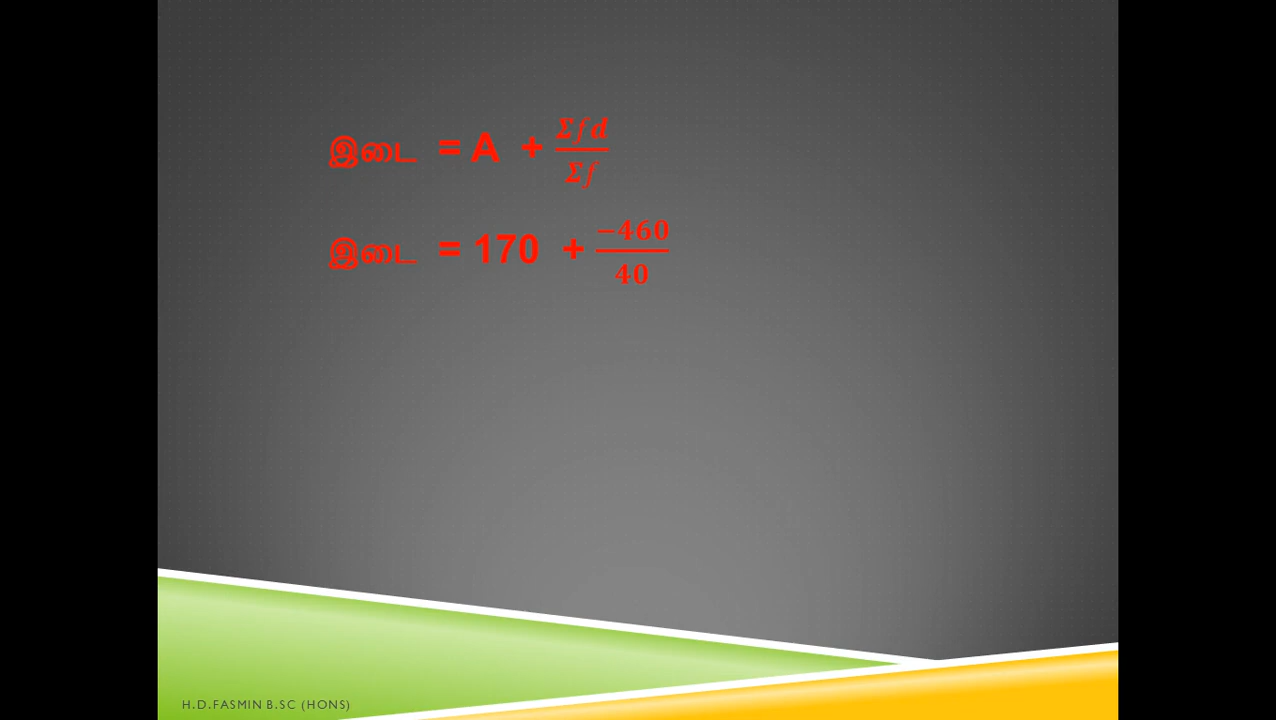 இடை = A + Σfd/Σf
இடை = 170 + −460/40
H.D.FASMIN B.SC (HONS)